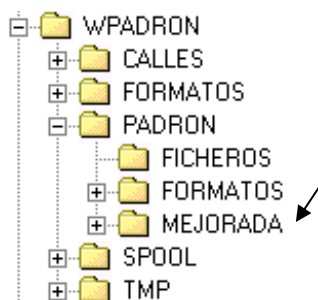 WPADRON
CALLES
FORMATOS
PADRON
FICHEROS
FORMATOS
MEJORADA
SPOOL
TMP